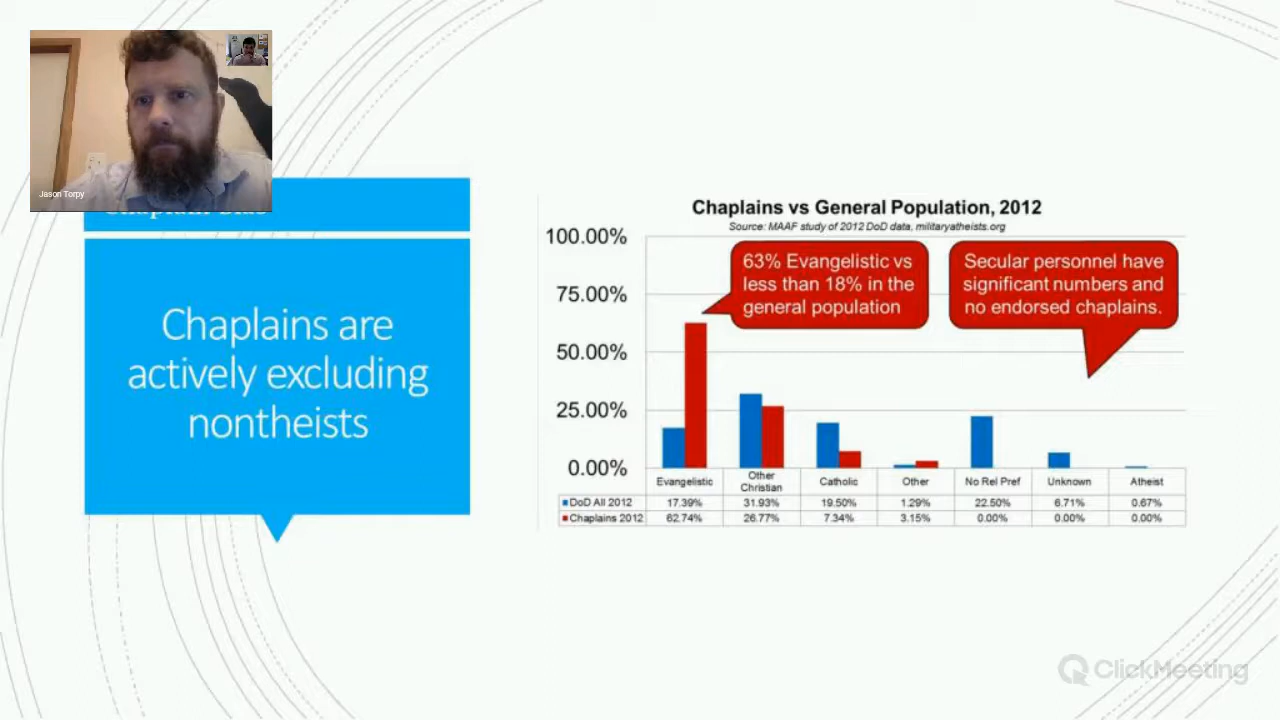 Jason Torpy
Chaplains are
actively excluding
nontheists
Chaplains vs General Population, 2012
Source: MAAF study of 2012 DoD data, militaryatheists.org
100.00%
75.00%
50.00%
25.00%
0.00%
63% Evangelistic vs
less than 18% in the
general population
Secular personnel have
significant numbers and
no endorsed chaplains.
Evangelistic Other Christian Catholic Other No Rel Pref Unknown Atheist
DoD All 2012 17.39% 31.93% 19.50% 1.29% 22.50% 6.71% 0.67%
Chaplains 2012 62.74% 26.77% 7.34% 3.15% 0.00% 0.00% 0.00%
ClickMeeting